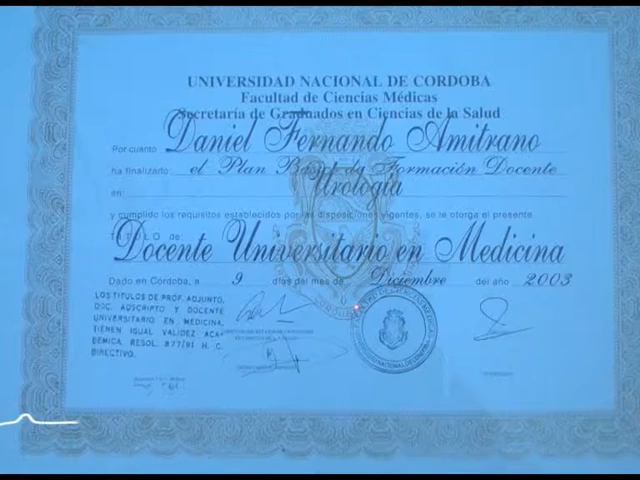 UNIVERSIDAD NACIONAL DE CORDOBA
Facultad de Ciencias Médicas
Secretaría de Graduados en Ciencias de la Salud
Por cuanto Daniel Fernando Amitrano
ha finalizado el Plan Básico de Formación Docente
en: Urología
y cumplido los requisitos establecidos por las disposiciones vigentes, se le otorga el presente
TITULO de:
Docente Universitario en Medicina
Dado en Córdoba, a 9 días del mes de Diciembre del año 2003
LOS TITULOS DE PROF. ADJUNTO,
DOC. ADSCRIPTO Y DOCENTE
UNIVERSITARIO EN MEDICINA,
TIENEN IGUAL VALIDEZ ACA-
DEMICA. RESOL. 877/91 H. C.
DIRECTIVO.